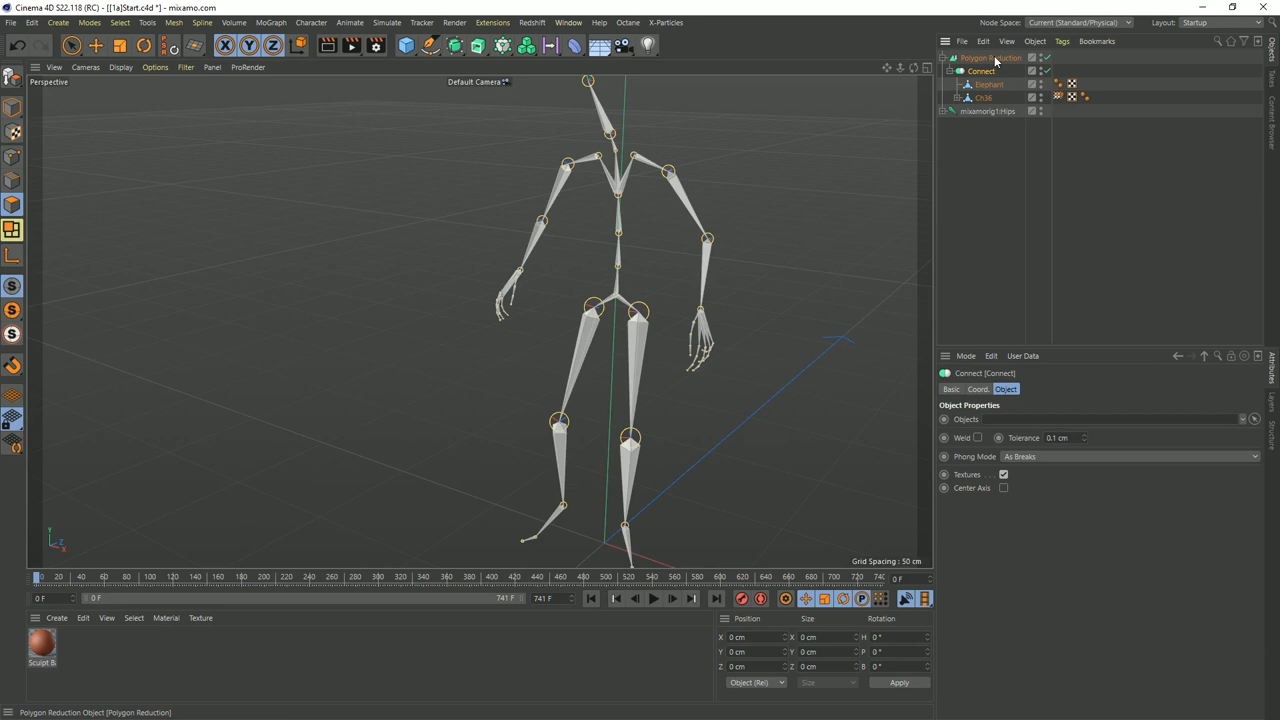 Cinema 4D S22.118 (RC) - [[1a]Start.c4d *] - mixamo.com
File Edit Create Modes Select Tools Mesh Spline Volume MoGraph Character Animate Simulate Tracker Render Extensions Redshift Window Help Octane X-Particles
Node Space: Current (Standard/Physical) Layout: Startup
X Y Z
File Edit View Object Tags Bookmarks
View Cameras Display Options Filter Panel ProRender
Perspective
Default Camera
Polygon Reduction
Connect
Elephant
Ch36
mixamorig1:Hips
Objects
Takes
Content Browser
Mode Edit User Data
Connect [Connect]
Basic Coord. Object
Object Properties
Objects
Weld Tolerance 0.1 cm
Phong Mode As Breaks
Textures . . .
Center Axis
Attributes
Layers
Structure
S
S
S
Y
Z
X
Grid Spacing : 50 cm
0 20 40 60 80 100 120 140 160 180 200 220 240 260 280 300 320 340 360 380 400 420 440 460 480 500 520 540 560 580 600 620 640 660 680 700 720 740
0 F
0 F
0 F
741 F
741 F
P
Create Edit View Select Material Texture
Sculpt B
Position Size Rotation
X 0 cm X 0 cm H 0 °
Y 0 cm Y 0 cm P 0 °
Z 0 cm Z 0 cm B 0 °
Object (Rel) Size Apply
Polygon Reduction Object [Polygon Reduction]